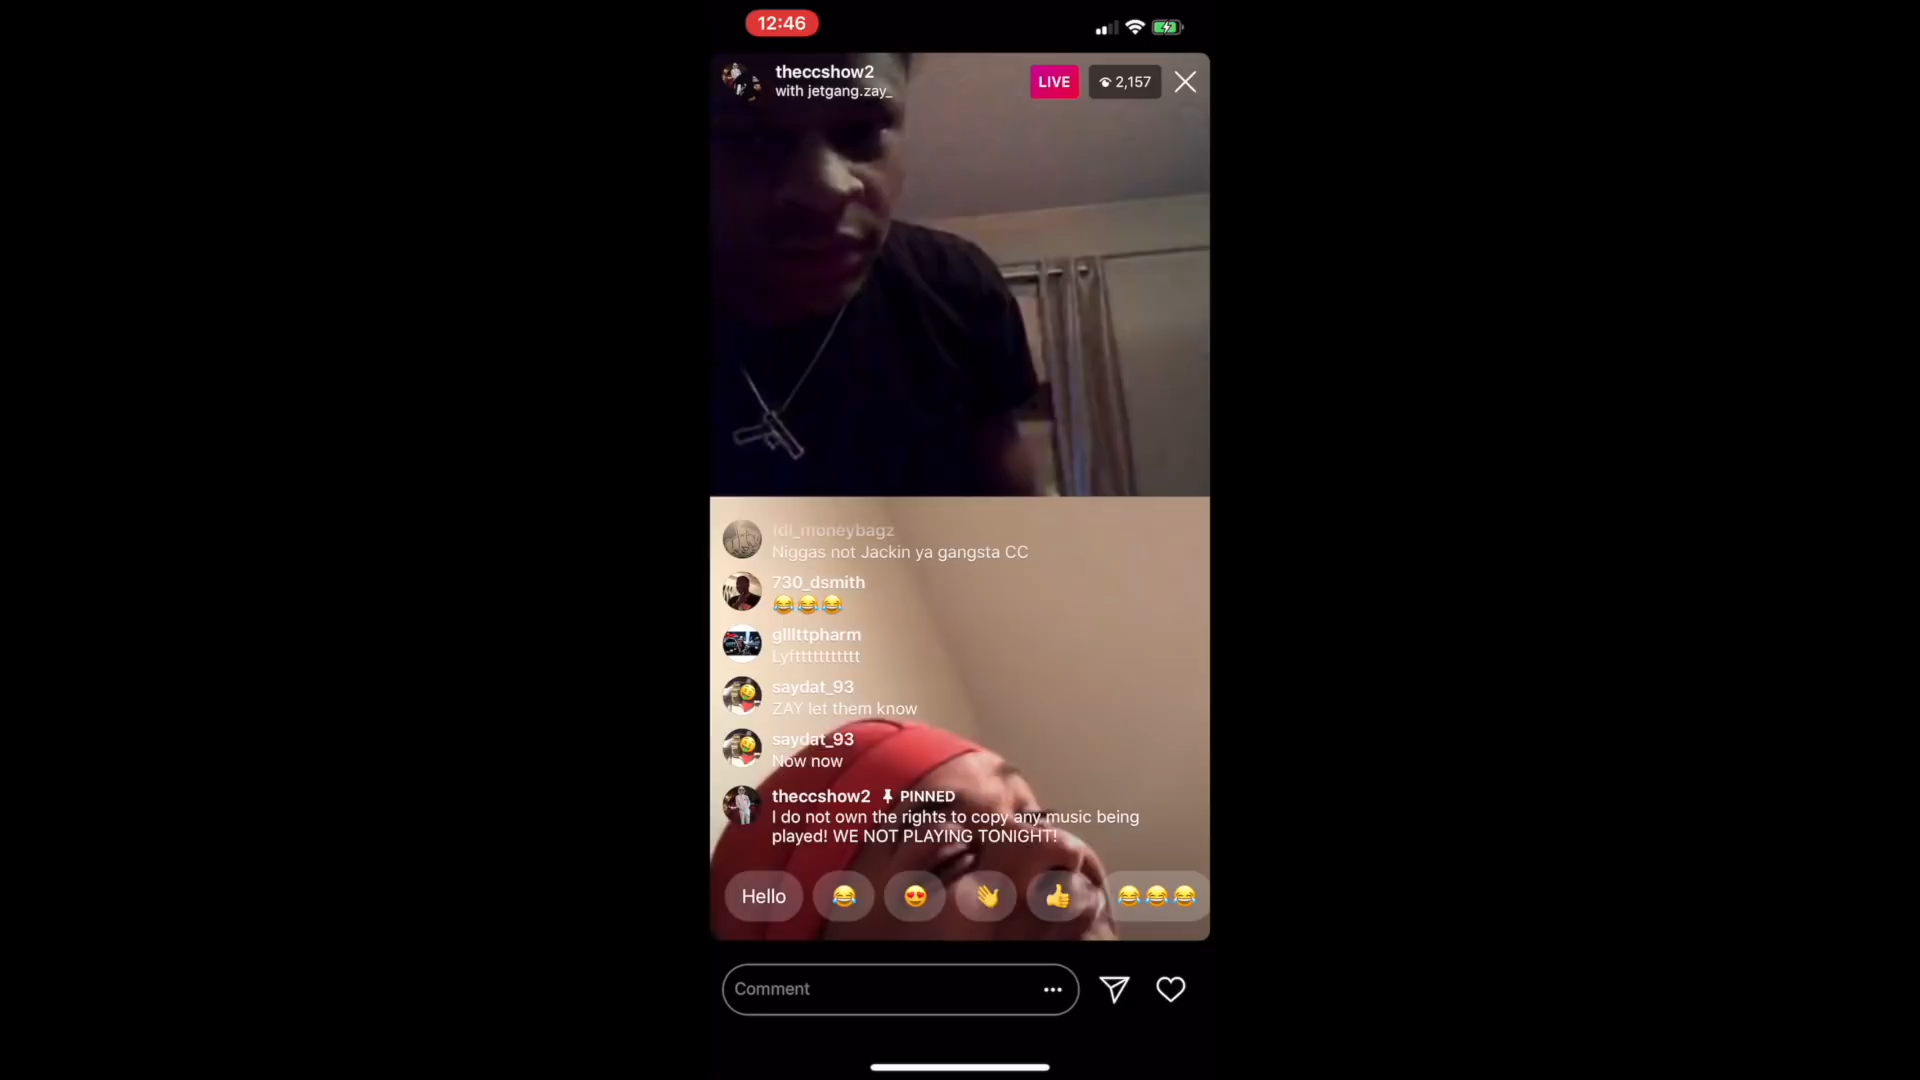 12:46
theccshow2
with jetgang.zay_
LIVE
2,157
ldl_moneybagz
Niggas not Jackin ya gangsta CC
730_dsmith
😂😂😂
glllttpharm
Lyfttttttttttt
saydat_93
ZAY let them know
saydat_93
Now now
theccshow2 PINNED
I do not own the rights to copy any music being
played! WE NOT PLAYING TONIGHT!
Hello 😂 😍 👋 👍 😂😂😂
Comment